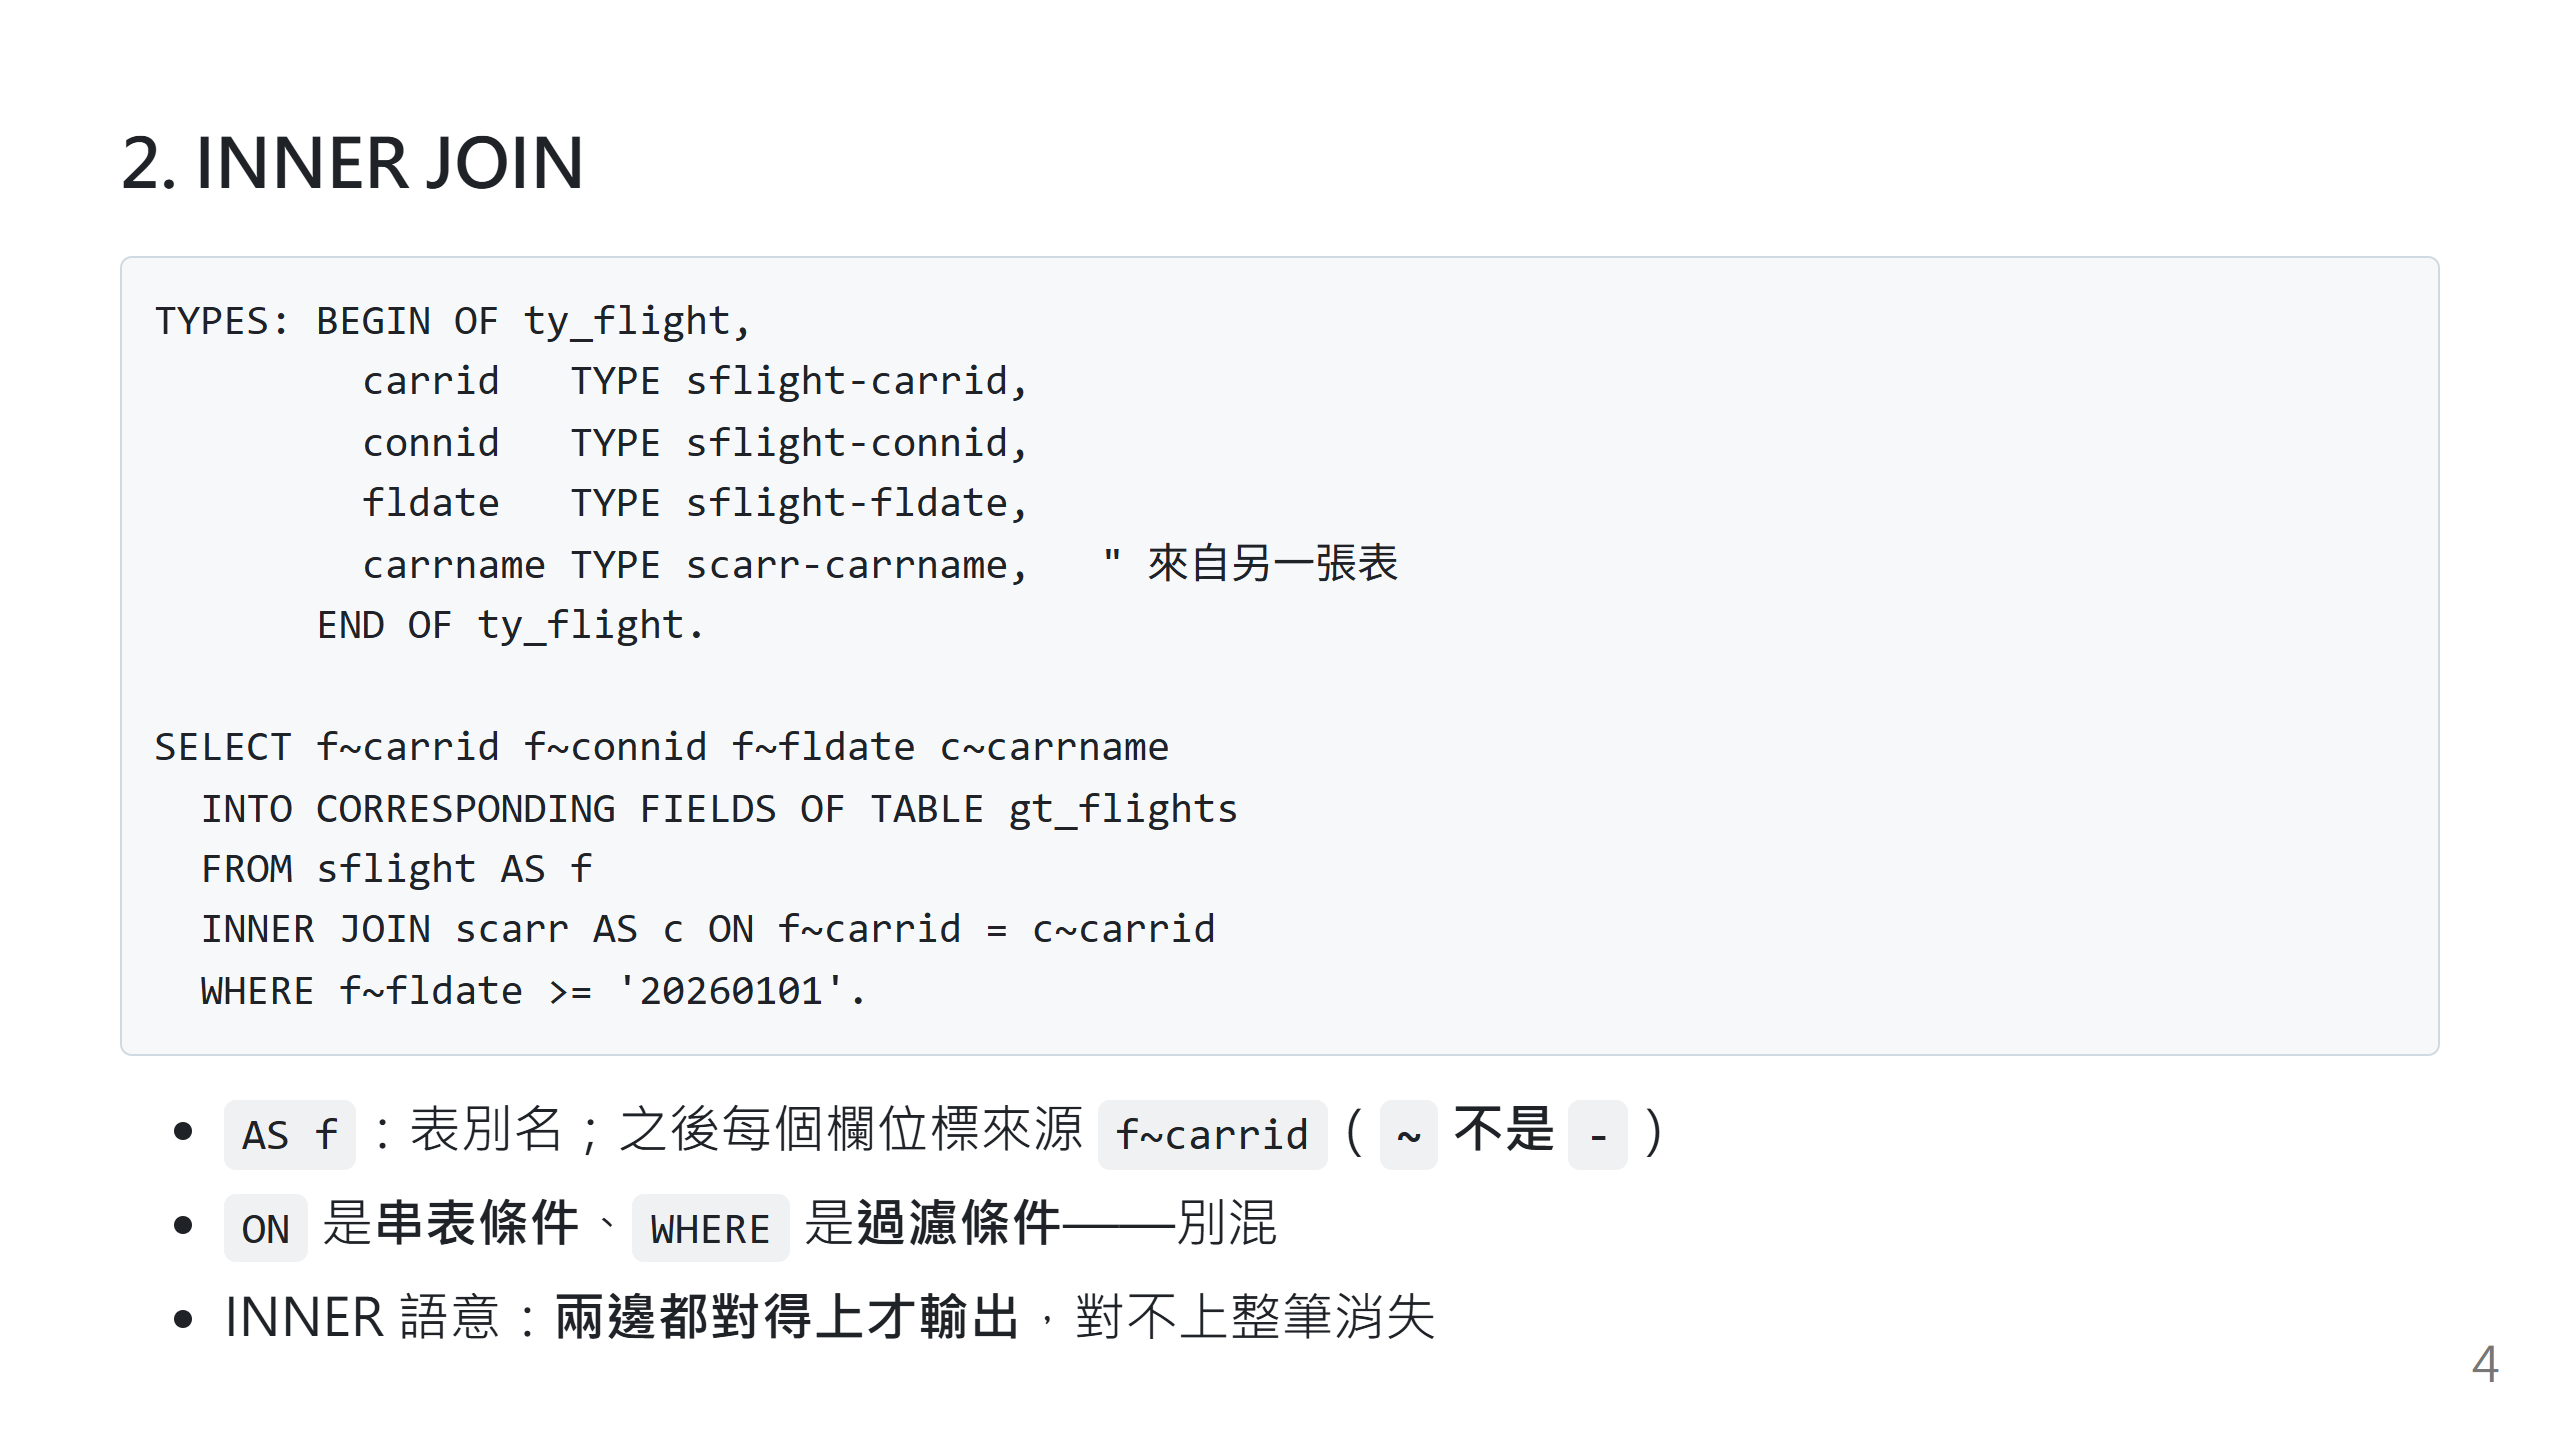 2. INNER JOIN
TYPES: BEGIN OF ty_flight,
         carrid   TYPE sflight-carrid,
         connid   TYPE sflight-connid,
         fldate   TYPE sflight-fldate,
         carrname TYPE scarr-carrname,   " 來自另一張表
       END OF ty_flight.
SELECT f~carrid f~connid f~fldate c~carrname
  INTO CORRESPONDING FIELDS OF TABLE gt_flights
  FROM sflight AS f
  INNER JOIN scarr AS c ON f~carrid = c~carrid
  WHERE f~fldate >= '20260101'.
• AS f：表別名；之後每個欄位標來源 f~carrid（~ 不是 -）
• ON 是串表條件、WHERE 是過濾條件——別混
• INNER 語意：兩邊都對得上才輸出，對不上整筆消失
4